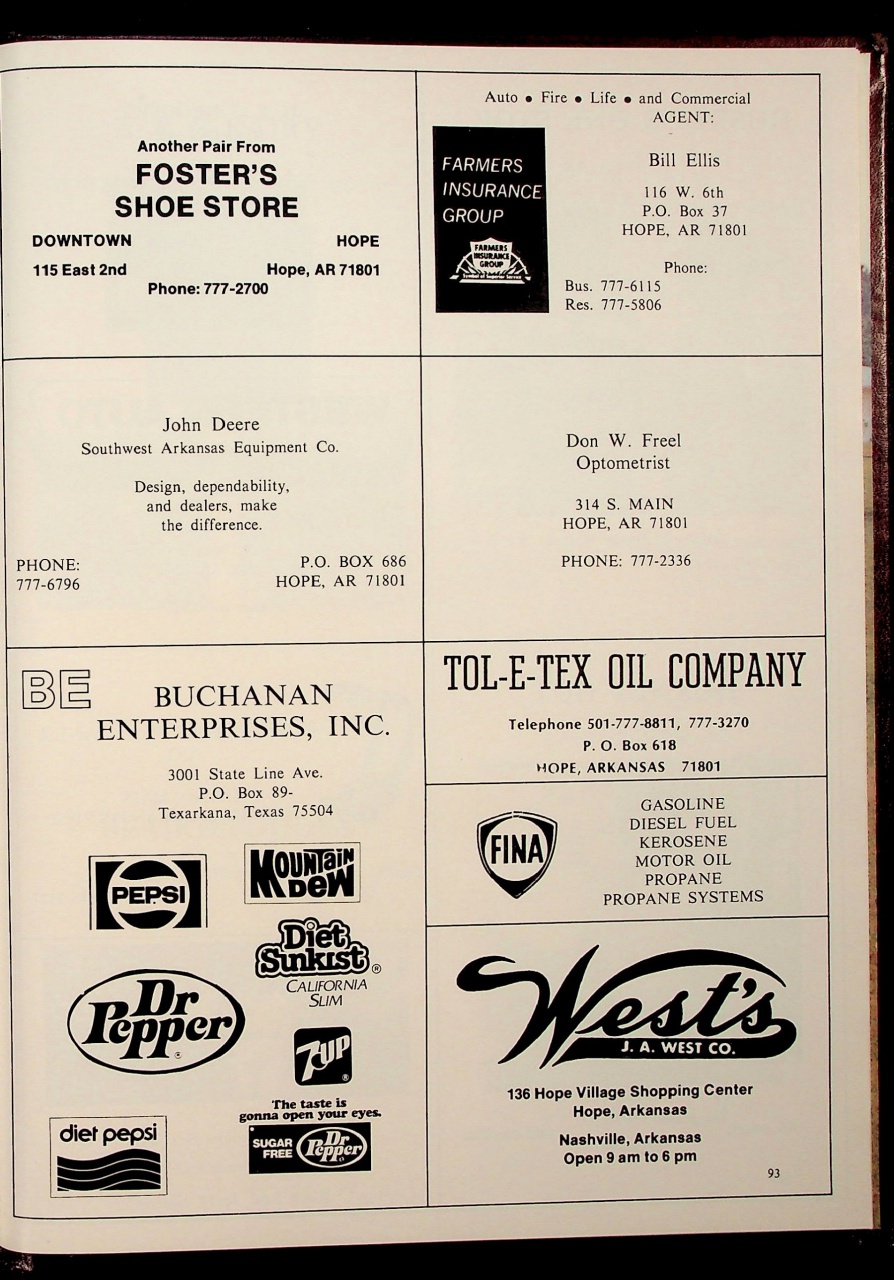 Another Pair From
FOSTER'S
SHOE STORE
DOWNTOWN HOPE
115 East 2nd Hope, AR 71801
Phone: 777-2700
Auto • Fire • Life • and Commercial
AGENT:
FARMERS
INSURANCE
GROUP
FARMERS
INSURANCE
GROUP
Symbol of Superior Service
Bill Ellis
116 W. 6th
P.O. Box 37
HOPE, AR 71801
Phone:
Bus. 777-6115
Res. 777-5806
John Deere
Southwest Arkansas Equipment Co.
Design, dependability,
and dealers, make
the difference.
PHONE: P.O. BOX 686
777-6796 HOPE, AR 71801
Don W. Freel
Optometrist
314 S. MAIN
HOPE, AR 71801
PHONE: 777-2336
BE
BUCHANAN
ENTERPRISES, INC.
3001 State Line Ave.
P.O. Box 89-
Texarkana, Texas 75504
PEPSI
MOUNTAIN
DEW
Diet
Sunkist®
CALIFORNIA
SLIM
Dr
Pepper
®
7UP
®
The taste is
gonna open your eyes.
diet pepsi
SUGAR
FREE
Dr
Pepper
TOL-E-TEX OIL COMPANY
Telephone 501-777-8811, 777-3270
P. O. Box 618
HOPE, ARKANSAS 71801
FINA
GASOLINE
DIESEL FUEL
KEROSENE
MOTOR OIL
PROPANE
PROPANE SYSTEMS
West's
J. A. WEST CO.
136 Hope Village Shopping Center
Hope, Arkansas
Nashville, Arkansas
Open 9 am to 6 pm
93